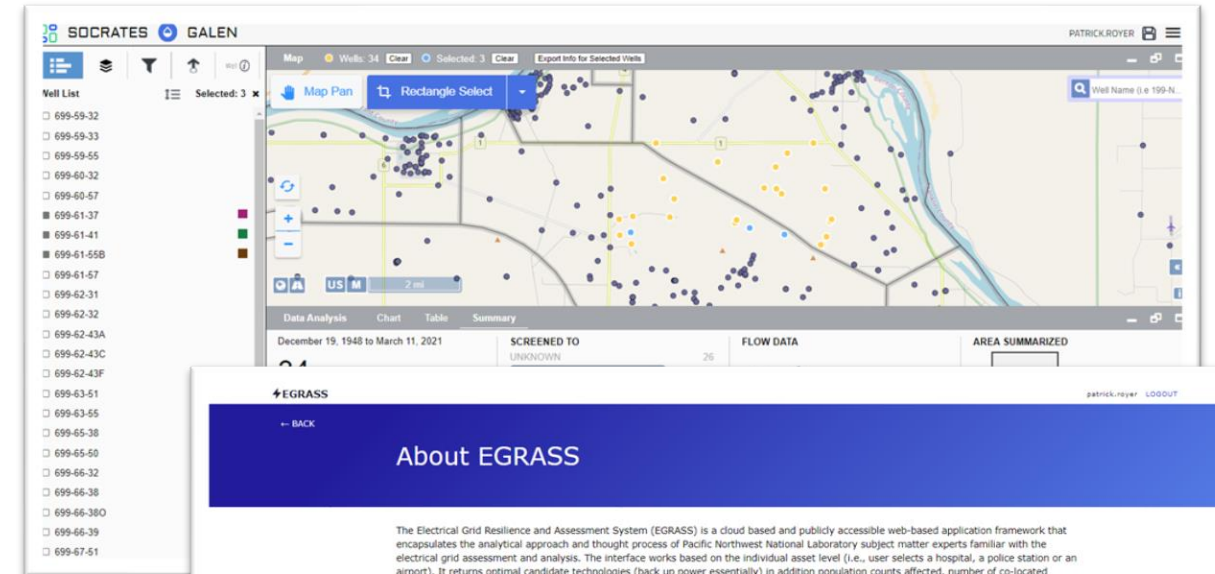 SOCRATES GALEN
PATRICK.ROYER
Map Wells: 34 Clear Selected: 3 Clear Export Info for Selected Wells
Map Pan Rectangle Select
Well Name (i.e 199-N...
Well List Selected: 3 ×
699-59-32
699-59-33
699-59-55
699-60-32
699-60-57
699-61-37
699-61-41
699-61-55B
699-61-57
699-62-31
699-62-32
699-62-43A
699-62-43C
699-62-43F
699-63-51
699-63-55
699-65-38
699-65-50
699-66-32
699-66-38
699-66-38O
699-66-39
699-67-51
1
1
6
+
−
US M 2 mi
Data Analysis Chart Table Summary
December 19, 1948 to March 11, 2021
SCREENED TO
UNKNOWN 26
FLOW DATA
AREA SUMMARIZED
EGRASS
patrick.royer LOGOUT
← BACK
About EGRASS
The Electrical Grid Resilience and Assessment System (EGRASS) is a cloud based and publicly accessible web-based application framework that
encapsulates the analytical approach and thought process of Pacific Northwest National Laboratory subject matter experts familiar with the
electrical grid assessment and analysis. The interface works based on the individual asset level (i.e., user selects a hospital, a police station or an
airport). It returns optimal candidate technologies (back up power essentially) in addition population counts affected, number of co-located